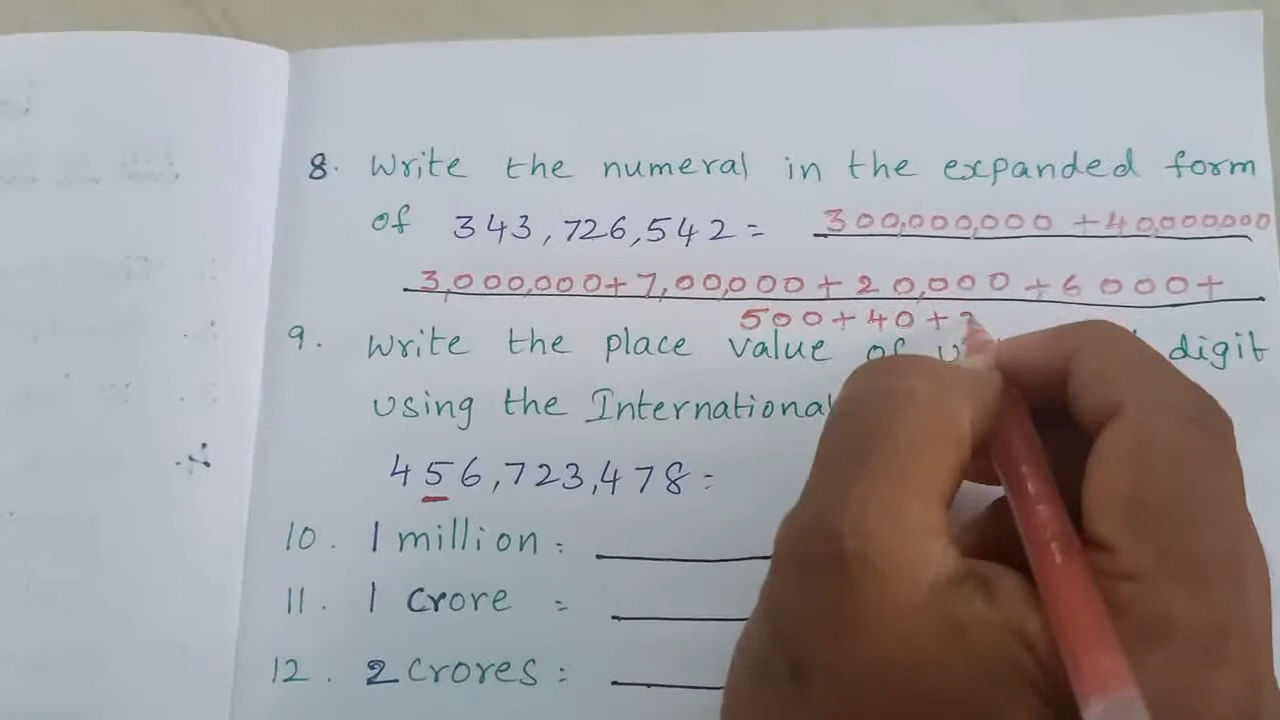 8. Write the numeral in the expanded form
of 343,726,542 = 300,000,000 + 40,000,000
3,000,000 + 7,00,000 + 20,000 + 6000 +
500 + 40 +
9. Write the place value of digit
using the International
456,723,478 =
10. 1 million =
11. 1 crore =
12. 2 crores =